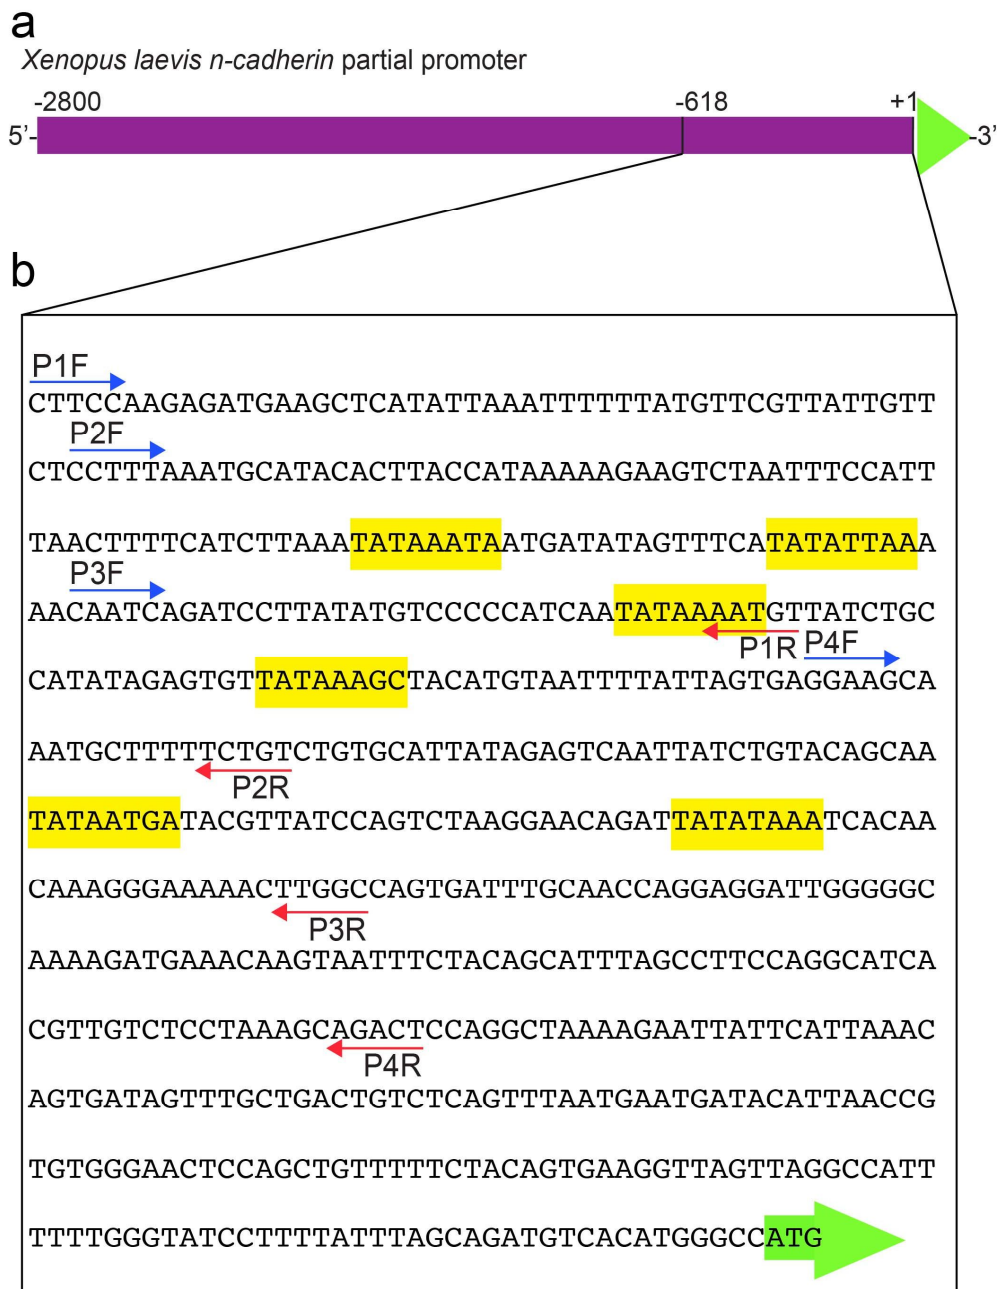 a
Xenopus laevis n-cadherin partial promoter
-2800 -618 +1
5'- -3'
b
P1F
CTTCCAAGAGATGAAGCTCATATTAAATTTTTTATGTTCGTTATTGTT
P2F
CTCCTTTAAATGCATACACTTACCATAAAAAGAAGTCTAATTTCCATT
TAACTTTTCATCTTAAATATAAATAATGATATAGTTTCATATATTAAA
P3F
AACAATCAGATCCTTATATGTCCCCCATCAATATAAAATGTTATCTGC
P1R P4F
CATATAGAGTGTTATAAAGCTACATGTAATTTTATTAGTGAGGAAGCA
AATGCTTTTTCTGTCTGTGCATTATAGAGTCAATTATCTGTACAGCAA
P2R
TATAATGATACGTTATCCAGTCTAAGGAACAGATTATATAAATCACAA
CAAAGGGAAAAACTTGGCCAGTGATTTGCAACCAGGAGGATTGGGGGC
P3R
AAAAGATGAAACAAGTAATTTCTACAGCATTTAGCCTTCCAGGCATCA
CGTTGTCTCCTAAAGCAGACTCCAGGCTAAAAGAATTATTCATTAAAC
P4R
AGTGATAGTTTGCTGACTGTCTCAGTTTAATGAATGATACATTAACCG
TGTGGGAACTCCAGCTGTTTTTCTACAGTGAAGGTTAGTTAGGCCATT
TTTTGGGTATCCTTTTATTTAGCAGATGTCACATGGGCCATG